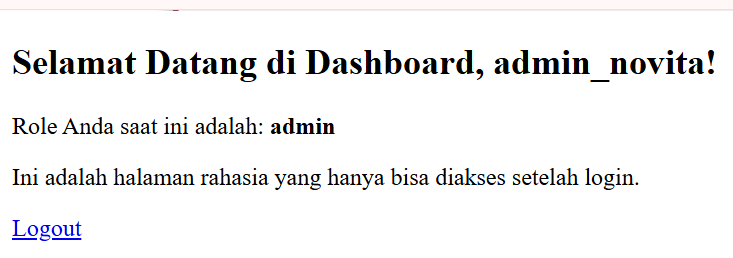 Selamat Datang di Dashboard, admin_novita!
Role Anda saat ini adalah: admin
Ini adalah halaman rahasia yang hanya bisa diakses setelah login.
Logout